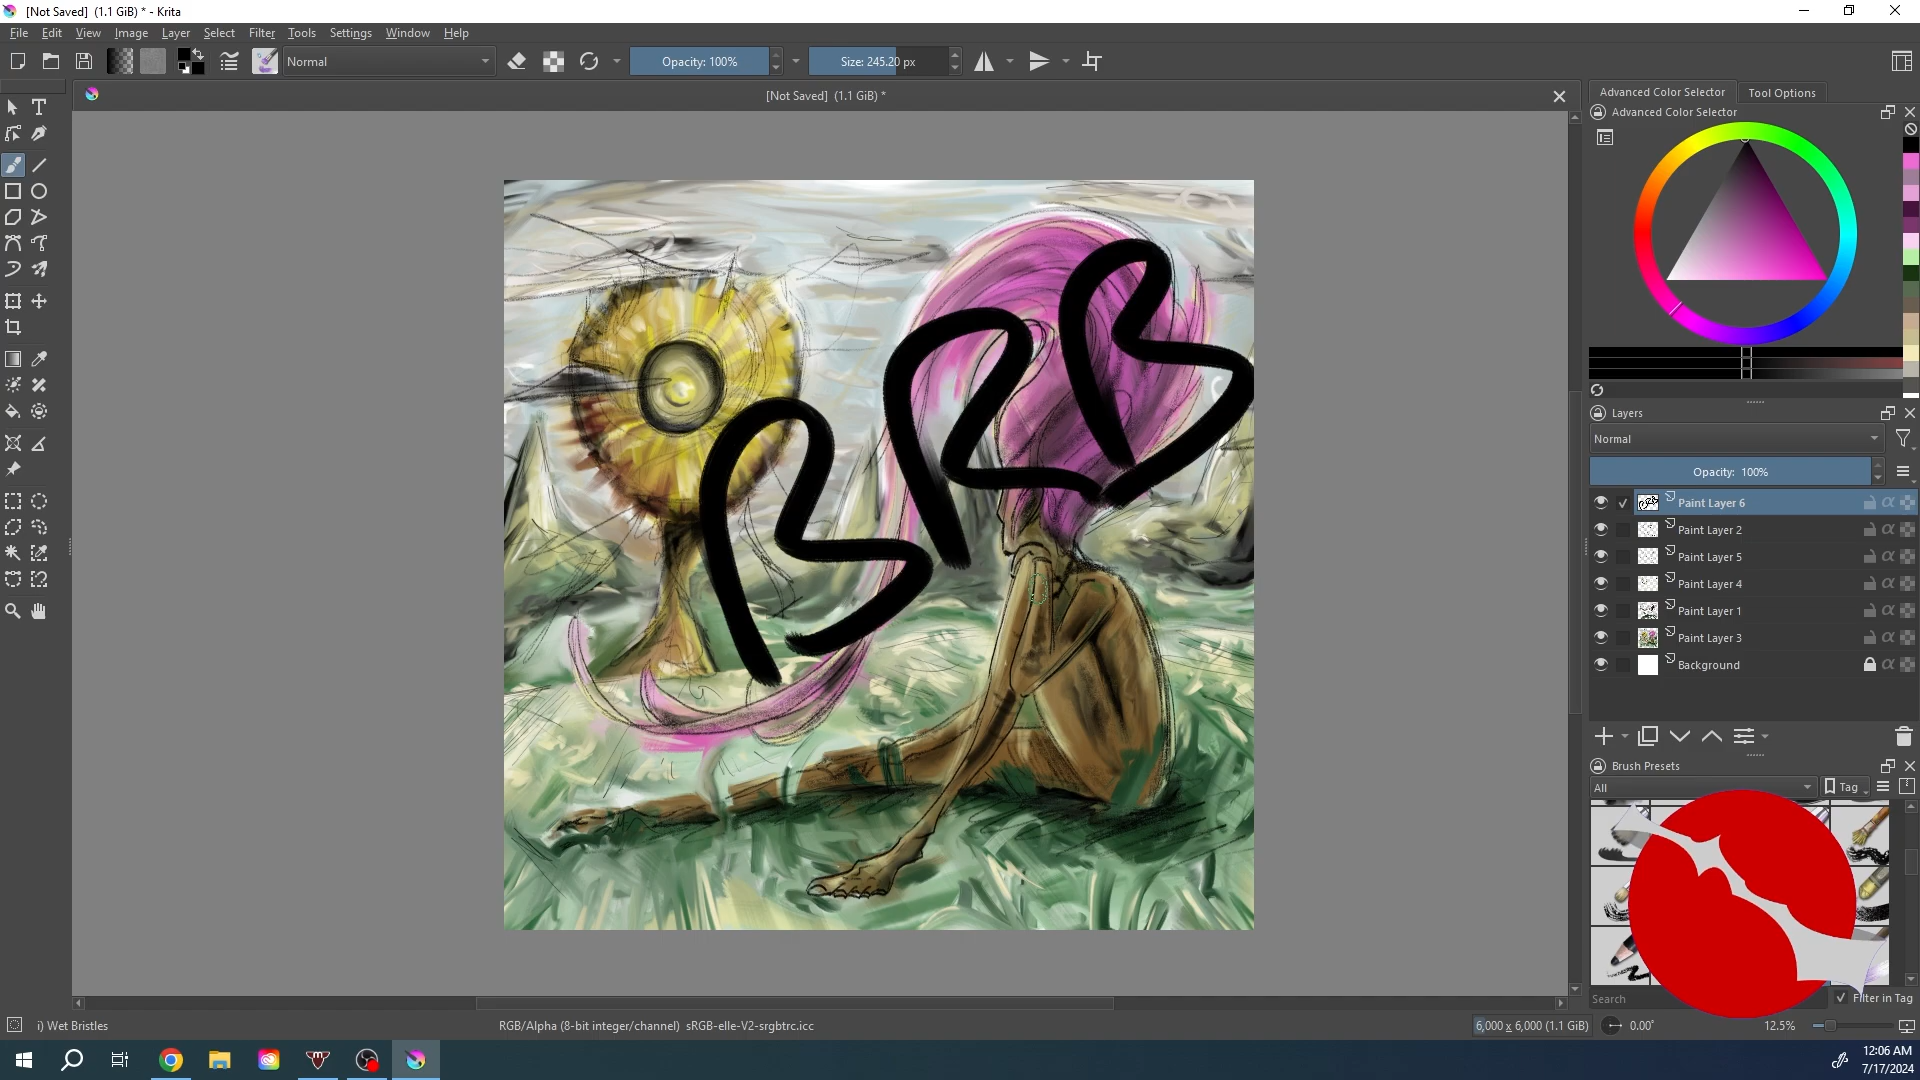 [Not Saved] (1.1 GiB) * - Krita
File Edit View Image Layer Select Filter Tools Settings Window Help
Normal
Opacity: 100%
Size: 245.20 px
[Not Saved] (1.1 GiB) *
Advanced Color Selector
Tool Options
Advanced Color Selector
BRB
Layers
Normal
Opacity: 100%
Paint Layer 6
Paint Layer 2
Paint Layer 5
Paint Layer 4
Paint Layer 1
Paint Layer 3
Background
Brush Presets
All
Tag
Search
Filter in Tag
i) Wet Bristles
RGB/Alpha (8-bit integer/channel) sRGB-elle-V2-srgbtrc.icc
6,000 x 6,000 (1.1 GiB)
0.00°
12.5%
12:06 AM
7/17/2024